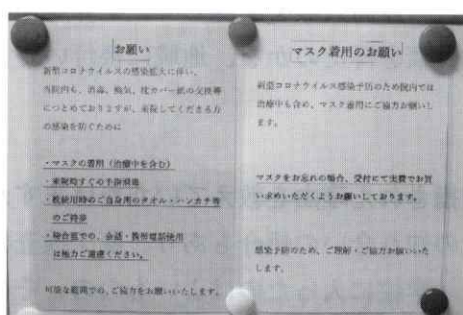 お願い
新型コロナウイルスの感染拡大に伴い、
当院内も、消毒、換気、枕カバー紙の交換等
につとめておりますが、来院してくださる方
の感染を防ぐために
・マスクの着用（治療中を含む）
・来院時すぐの手指消毒
のご自身用のタオル・ハンカチ等
のご持参
・待合室での、会話・携帯電話使用
は極力ご遠慮ください。
可能な範囲での、ご協力をお願いいたします。
マスク着用のお願い
新型コロナウイルス感染予防のため院内では
治療中も含め、マスク着用にご協力お願いし
ます。
マスクをお忘れの場合、受付にて実費でお買
い求めいただくようお願いしております。
感染予防のため、ご理解・ご協力お願いいた
します。